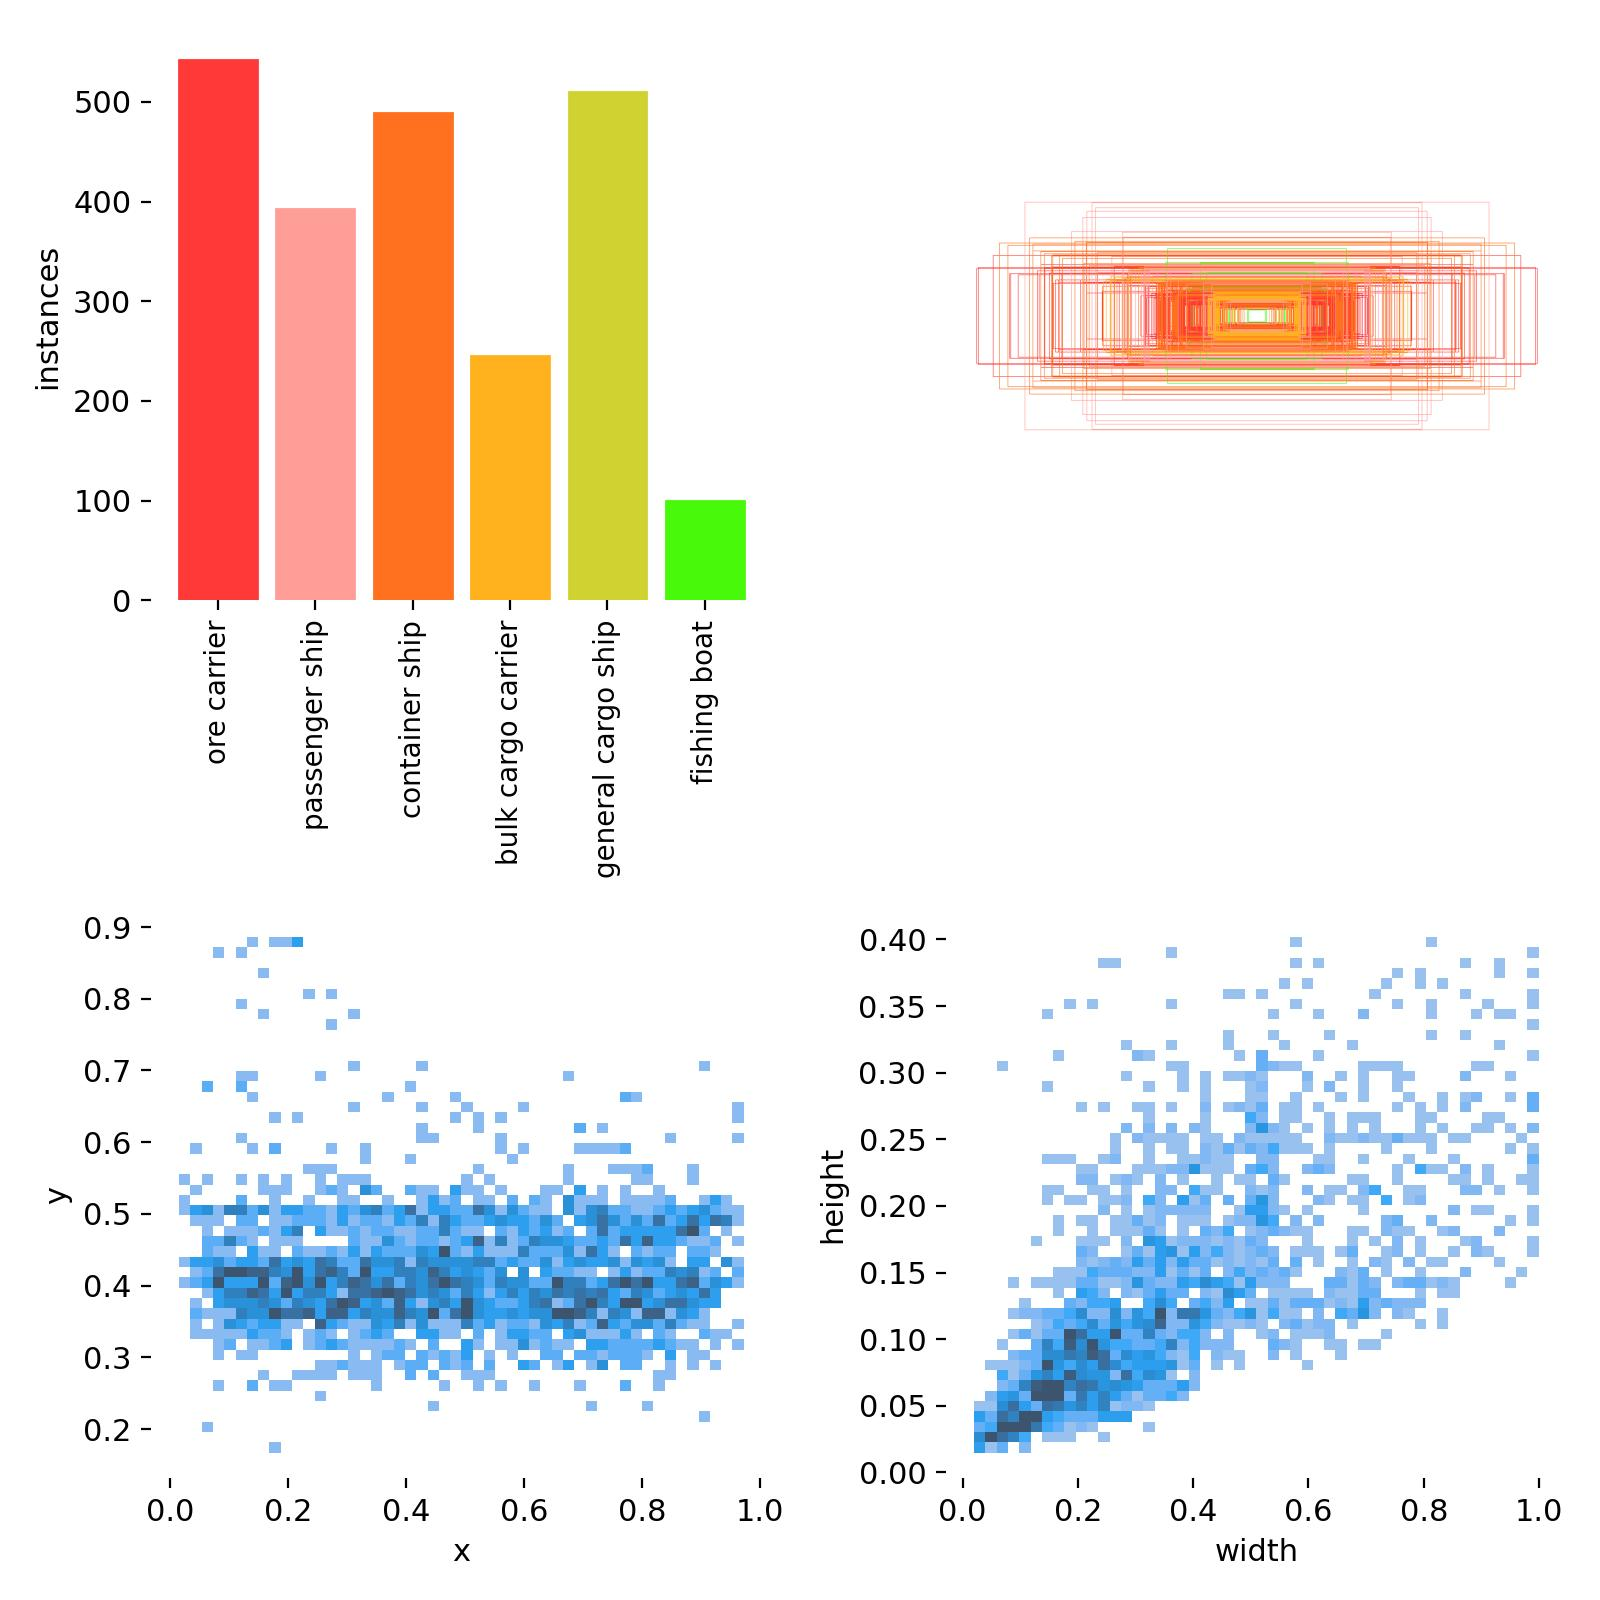 500
400
300
200
100
0
instances
ore carrier
passenger ship
container ship
bulk cargo carrier
general cargo ship
fishing boat
0.9
0.8
0.7
0.6
0.5
0.4
0.3
0.2
y
0.0 0.2 0.4 0.6 0.8 1.0
x
0.40
0.35
0.30
0.25
0.20
0.15
0.10
0.05
0.00
height
0.0 0.2 0.4 0.6 0.8 1.0
width